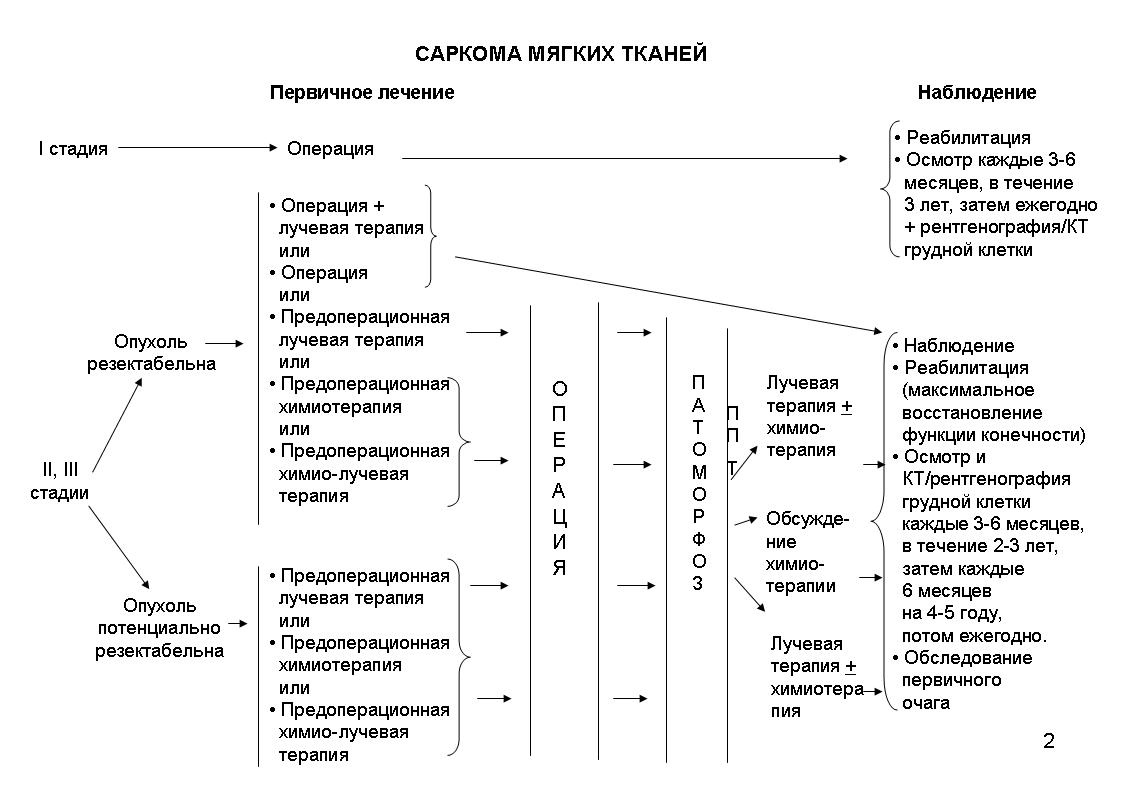 САРКОМА МЯГКИХ ТКАНЕЙ
Первичное лечение
Наблюдение
I стадия
Операция
• Реабилитация
• Осмотр каждые 3-6
месяцев, в течение
3 лет, затем ежегодно
+ рентгенография/КТ
грудной клетки
II, III
стадии
Опухоль
резектабельна
• Операция +
лучевая терапия
или
• Операция
или
• Предоперационная
лучевая терапия
или
• Предоперационная
химиотерапия
или
• Предоперационная
химио-лучевая
терапия
Опухоль
потенциально
резектабельна
• Предоперационная
лучевая терапия
или
• Предоперационная
химиотерапия
или
• Предоперационная
химио-лучевая
терапия
О
П
Е
Р
А
Ц
И
Я
П
А
Т
О
М
О
Р
Ф
О
З
П
П
Т
Лучевая
терапия ±
химио-
терапия
Обсужде-
ние
химио-
терапии
Лучевая
терапия ±
химиотера
пия
• Наблюдение
• Реабилитация
(максимальное
восстановление
функции конечности)
• Осмотр и
КТ/рентгенография
грудной клетки
каждые 3-6 месяцев,
в течение 2-3 лет,
затем каждые
6 месяцев
на 4-5 году,
потом ежегодно.
• Обследование
первичного
очага
2